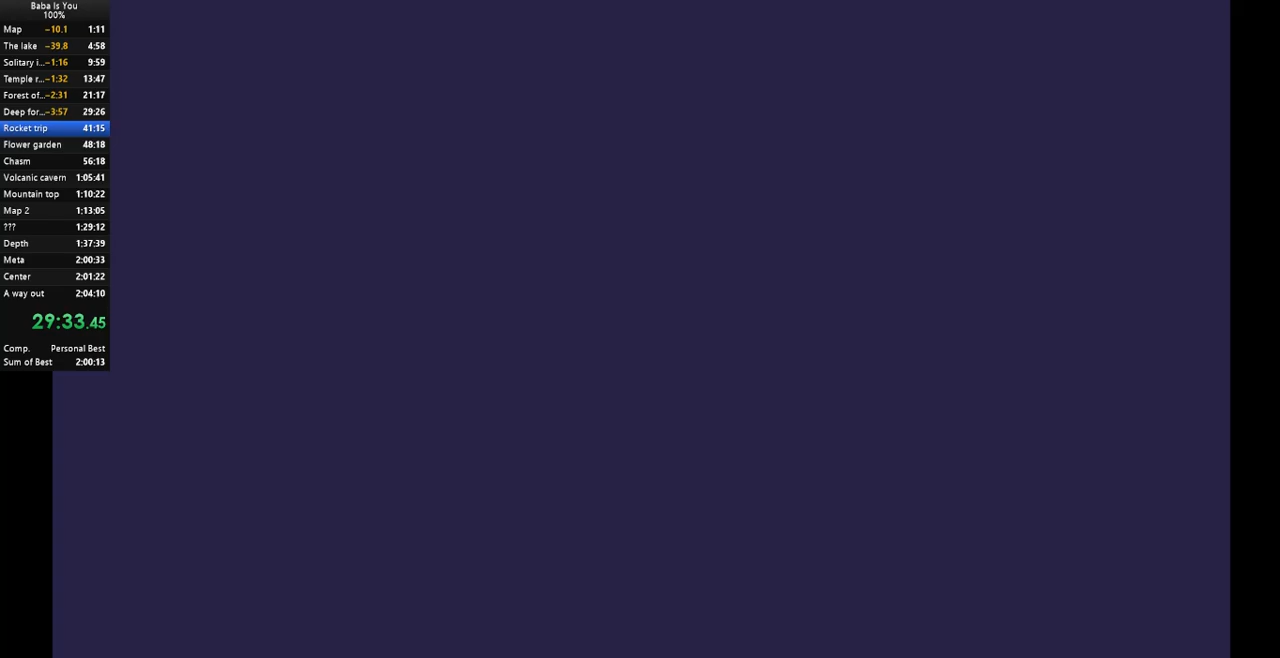 Baba Is You
100%
Map −10.1 1:11
The lake −39.8 4:58
Solitary i... −1:16 9:59
Temple r... −1:32 13:47
Forest of... −2:31 21:17
Deep for... −3:57 29:26
Rocket trip 41:15
Flower garden 48:18
Chasm 56:18
Volcanic cavern 1:05:41
Mountain top 1:10:22
Map 2 1:13:05
??? 1:29:12
Depth 1:37:39
Meta 2:00:33
Center 2:01:22
A way out 2:04:10
29:33.45
Comp. Personal Best
Sum of Best 2:00:13